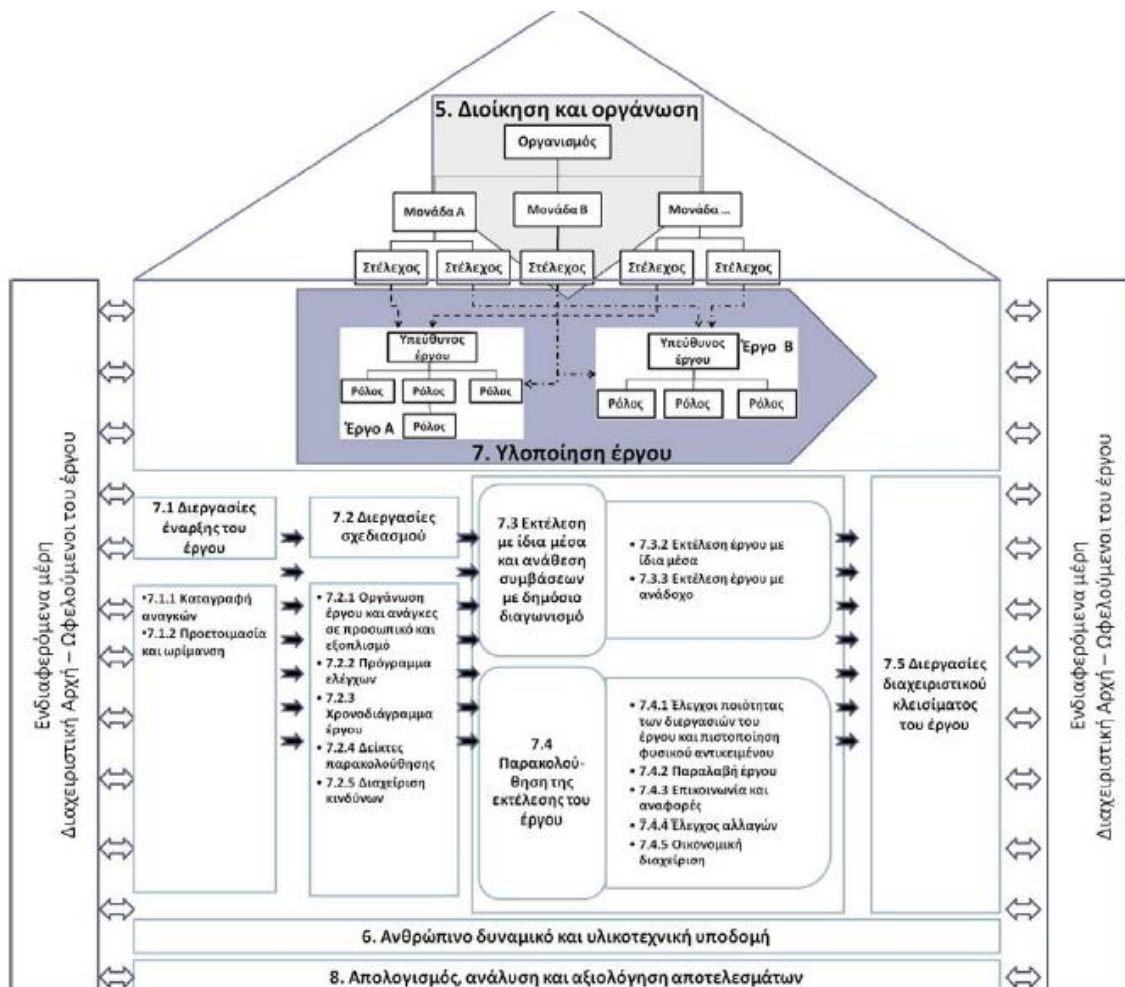 5. Διοίκηση και οργάνωση
Οργανισμός
Μονάδα Α
Μονάδα Β
Μονάδα ...
Στέλεχος
Στέλεχος
Στέλεχος
Στέλεχος
Στέλεχος
Υπεύθυνος
έργου
Ρόλος
Ρόλος
Ρόλος
Ρόλος
Έργο Α
Υπεύθυνος
έργου
Έργο Β
Ρόλος
Ρόλος
Ρόλος
7. Υλοποίηση έργου
Ενδιαφερόμενα μέρη
Διαχειριστική Αρχή – Ωφελούμενοι του έργου
7.1 Διεργασίες
έναρξης του
έργου
•7.1.1 Καταγραφή
αναγκών
•7.1.2 Προετοιμασία
και ωρίμανση
7.2 Διεργασίες
σχεδιασμού
• 7.2.1 Οργάνωση
έργου και ανάγκες
σε προσωπικό και
εξοπλισμό
• 7.2.2 Πρόγραμμα
ελέγχων
• 7.2.3
Χρονοδιάγραμμα
έργου
• 7.2.4 Δείκτες
παρακολούθησης
• 7.2.5 Διαχείριση
κινδύνων
7.3 Εκτέλεση
με ίδια μέσα
και ανάθεση
συμβάσεων
με δημόσιο
διαγωνισμό
• 7.3.2 Εκτέλεση έργου με
ίδια μέσα
• 7.3.3 Εκτέλεση έργου με
ανάδοχο
7.4
Παρακολού-
θηση της
εκτέλεσης του
έργου
• 7.4.1 Έλεγχοι ποιότητας
των διεργασιών του
έργου και πιστοποίηση
φυσικού αντικειμένου
• 7.4.2 Παραλαβή έργου
• 7.4.3 Επικοινωνία και
αναφορές
• 7.4.4 Έλεγχος αλλαγών
• 7.4.5 Οικονομική
διαχείριση
7.5 Διεργασίες
διαχειριστικού
κλεισίματος
του έργου
Ενδιαφερόμενα μέρη
Διαχειριστική Αρχή – Ωφελούμενοι του έργου
6. Ανθρώπινο δυναμικό και υλικοτεχνική υποδομή
8. Απολογισμός, ανάλυση και αξιολόγηση αποτελεσμάτων